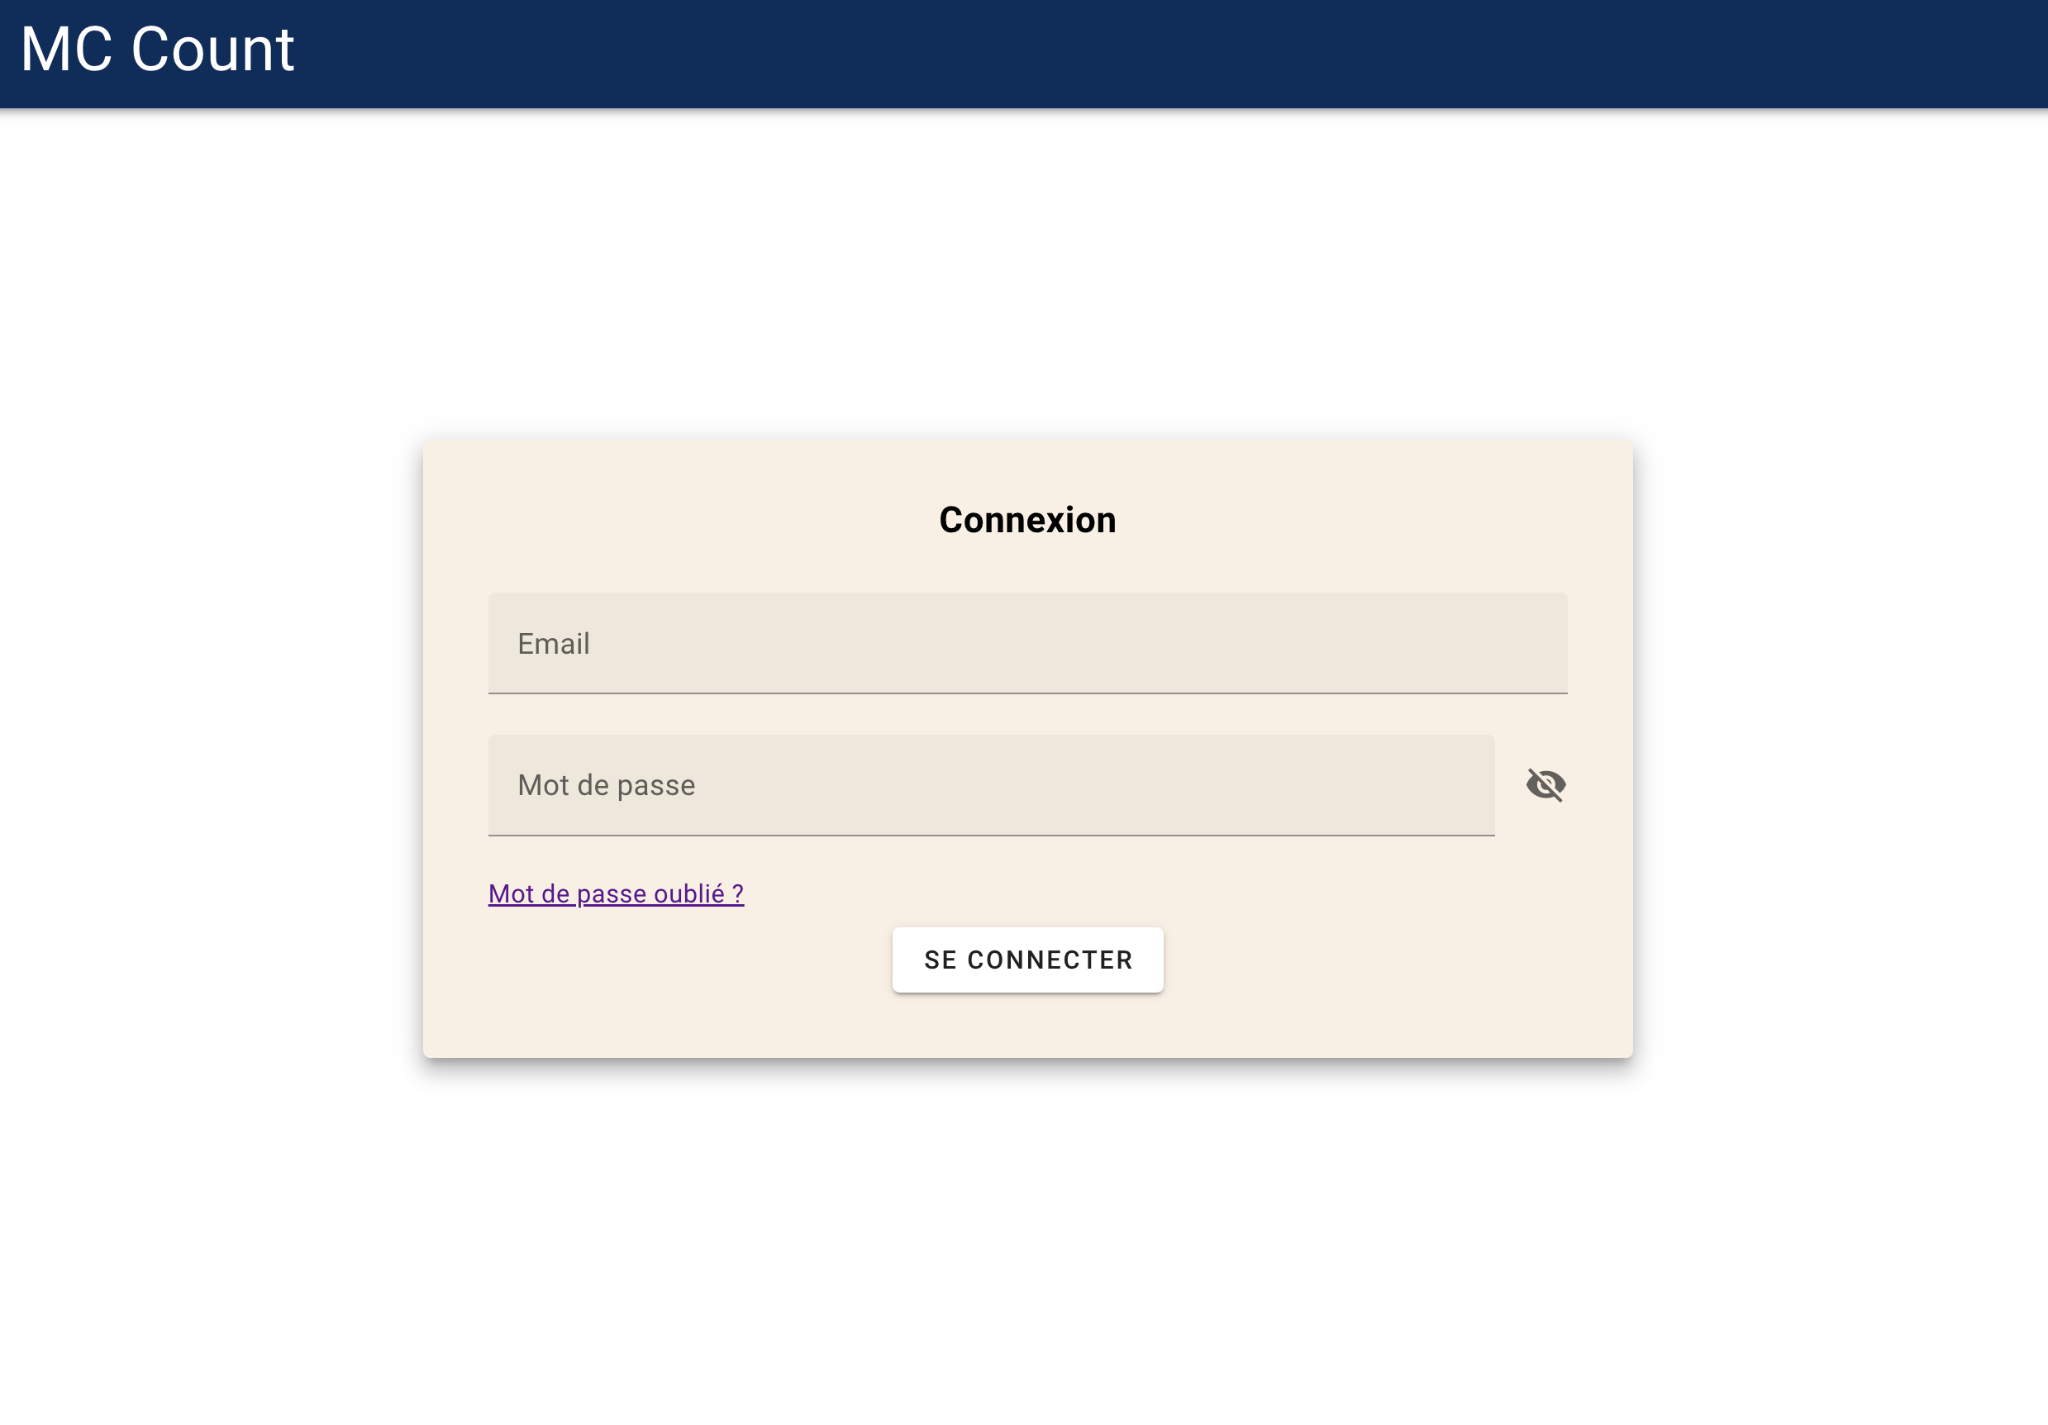 MC Count
Connexion
Email
Mot de passe
Mot de passe oublié ?
SE CONNECTER